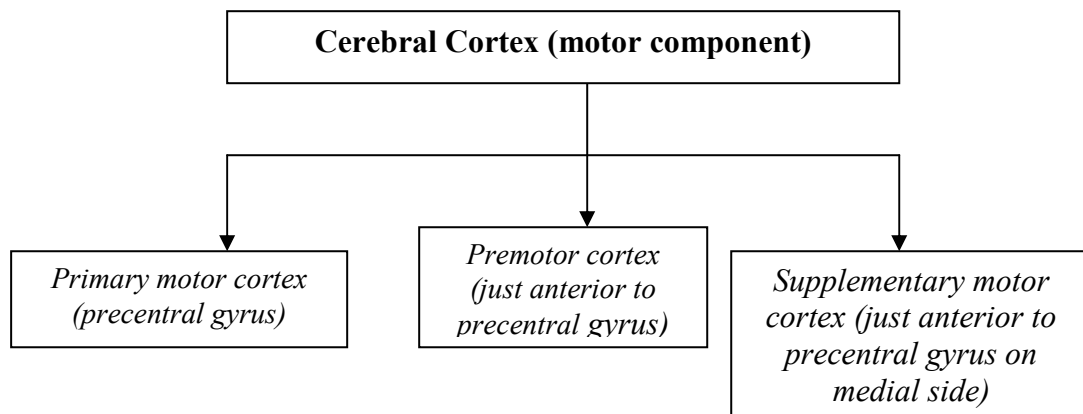 Cerebral Cortex (motor component)
Primary motor cortex
(precentral gyrus)
Premotor cortex
(just anterior to
precentral gyrus)
Supplementary motor
cortex (just anterior to
precentral gyrus on
medial side)